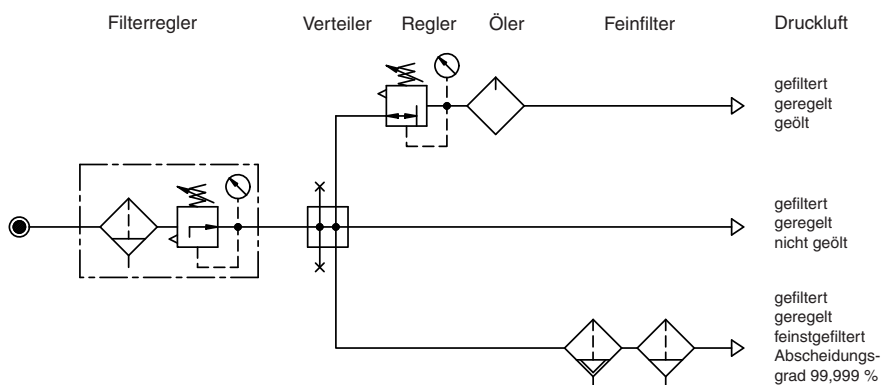 Filterregler
Verteiler
Regler
Öler
Feinfilter
Druckluft
gefiltert
geregelt
geölt
gefiltert
geregelt
nicht geölt
gefiltert
geregelt
feinstgefiltert
Abscheidungs-
grad 99,999 %